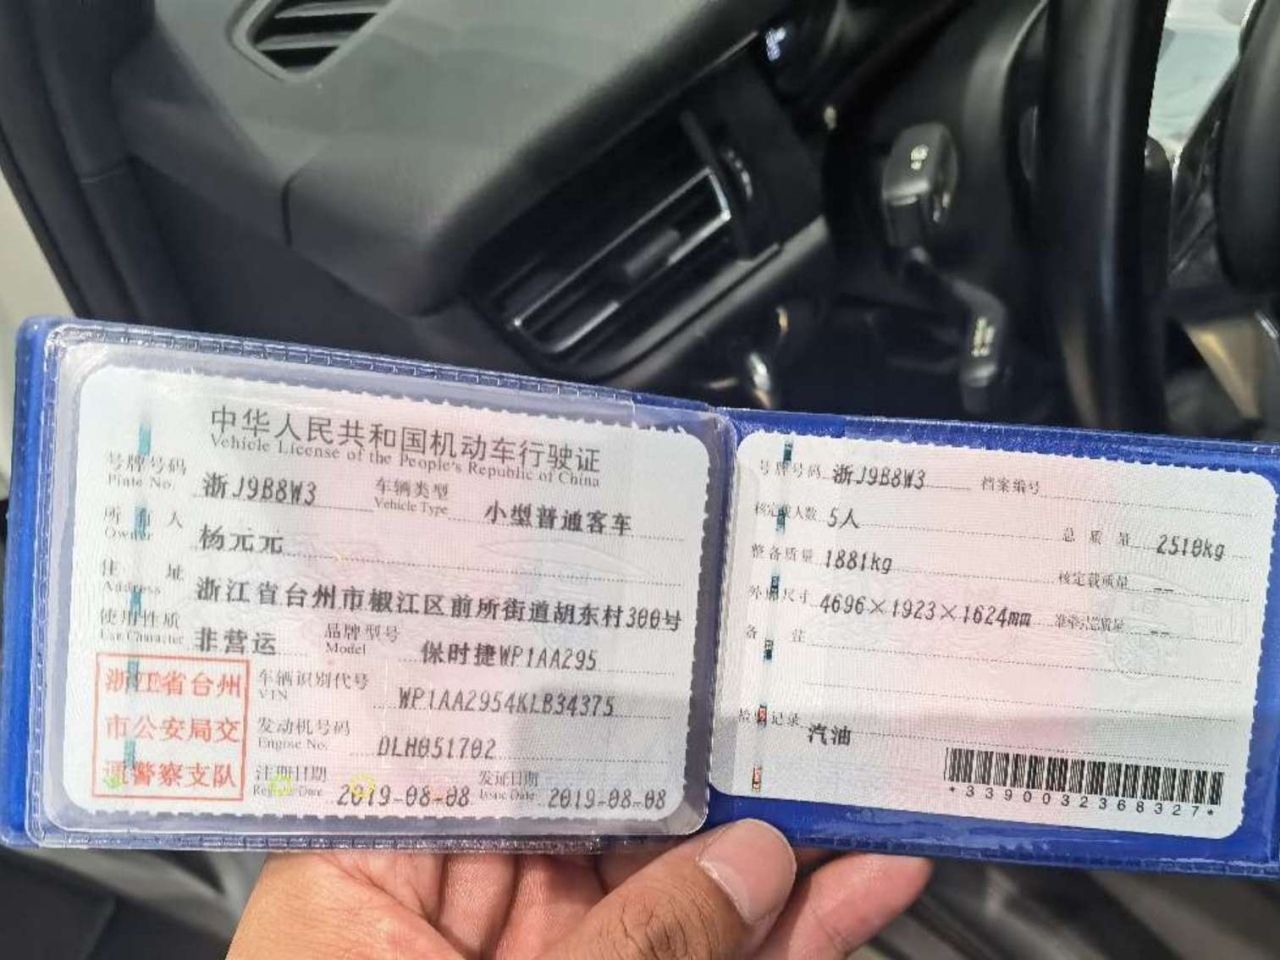 中华人民共和国机动车行驶证
Vehicle License of the People's Republic of China
号牌号码 浙J9B8W3 车辆类型 小型普通客车
Plate No. Vehicle Type
所有人 杨元元
Owner
住址 浙江省台州市椒江区前所街道胡东村300号
Address
使用性质 非营运 品牌型号 保时捷WP1AA295
Use Character Model
浙江省台州
市公安局交
通警察支队
车辆识别代号 WP1AA2954KLB34375
VIN
发动机号码 DLH051702
Engine No.
注册日期 2019-08-08 发证日期 2019-08-08
Register Date Issue Date
号牌号码 浙J9B8W3 档案编号
核定载人数 5人 总质量 2510kg
整备质量 1881kg 核定载质量 --
外廓尺寸 4696×1923×1624mm 准牵引总质量 --
备注
检验记录 汽油
*3390032368327*